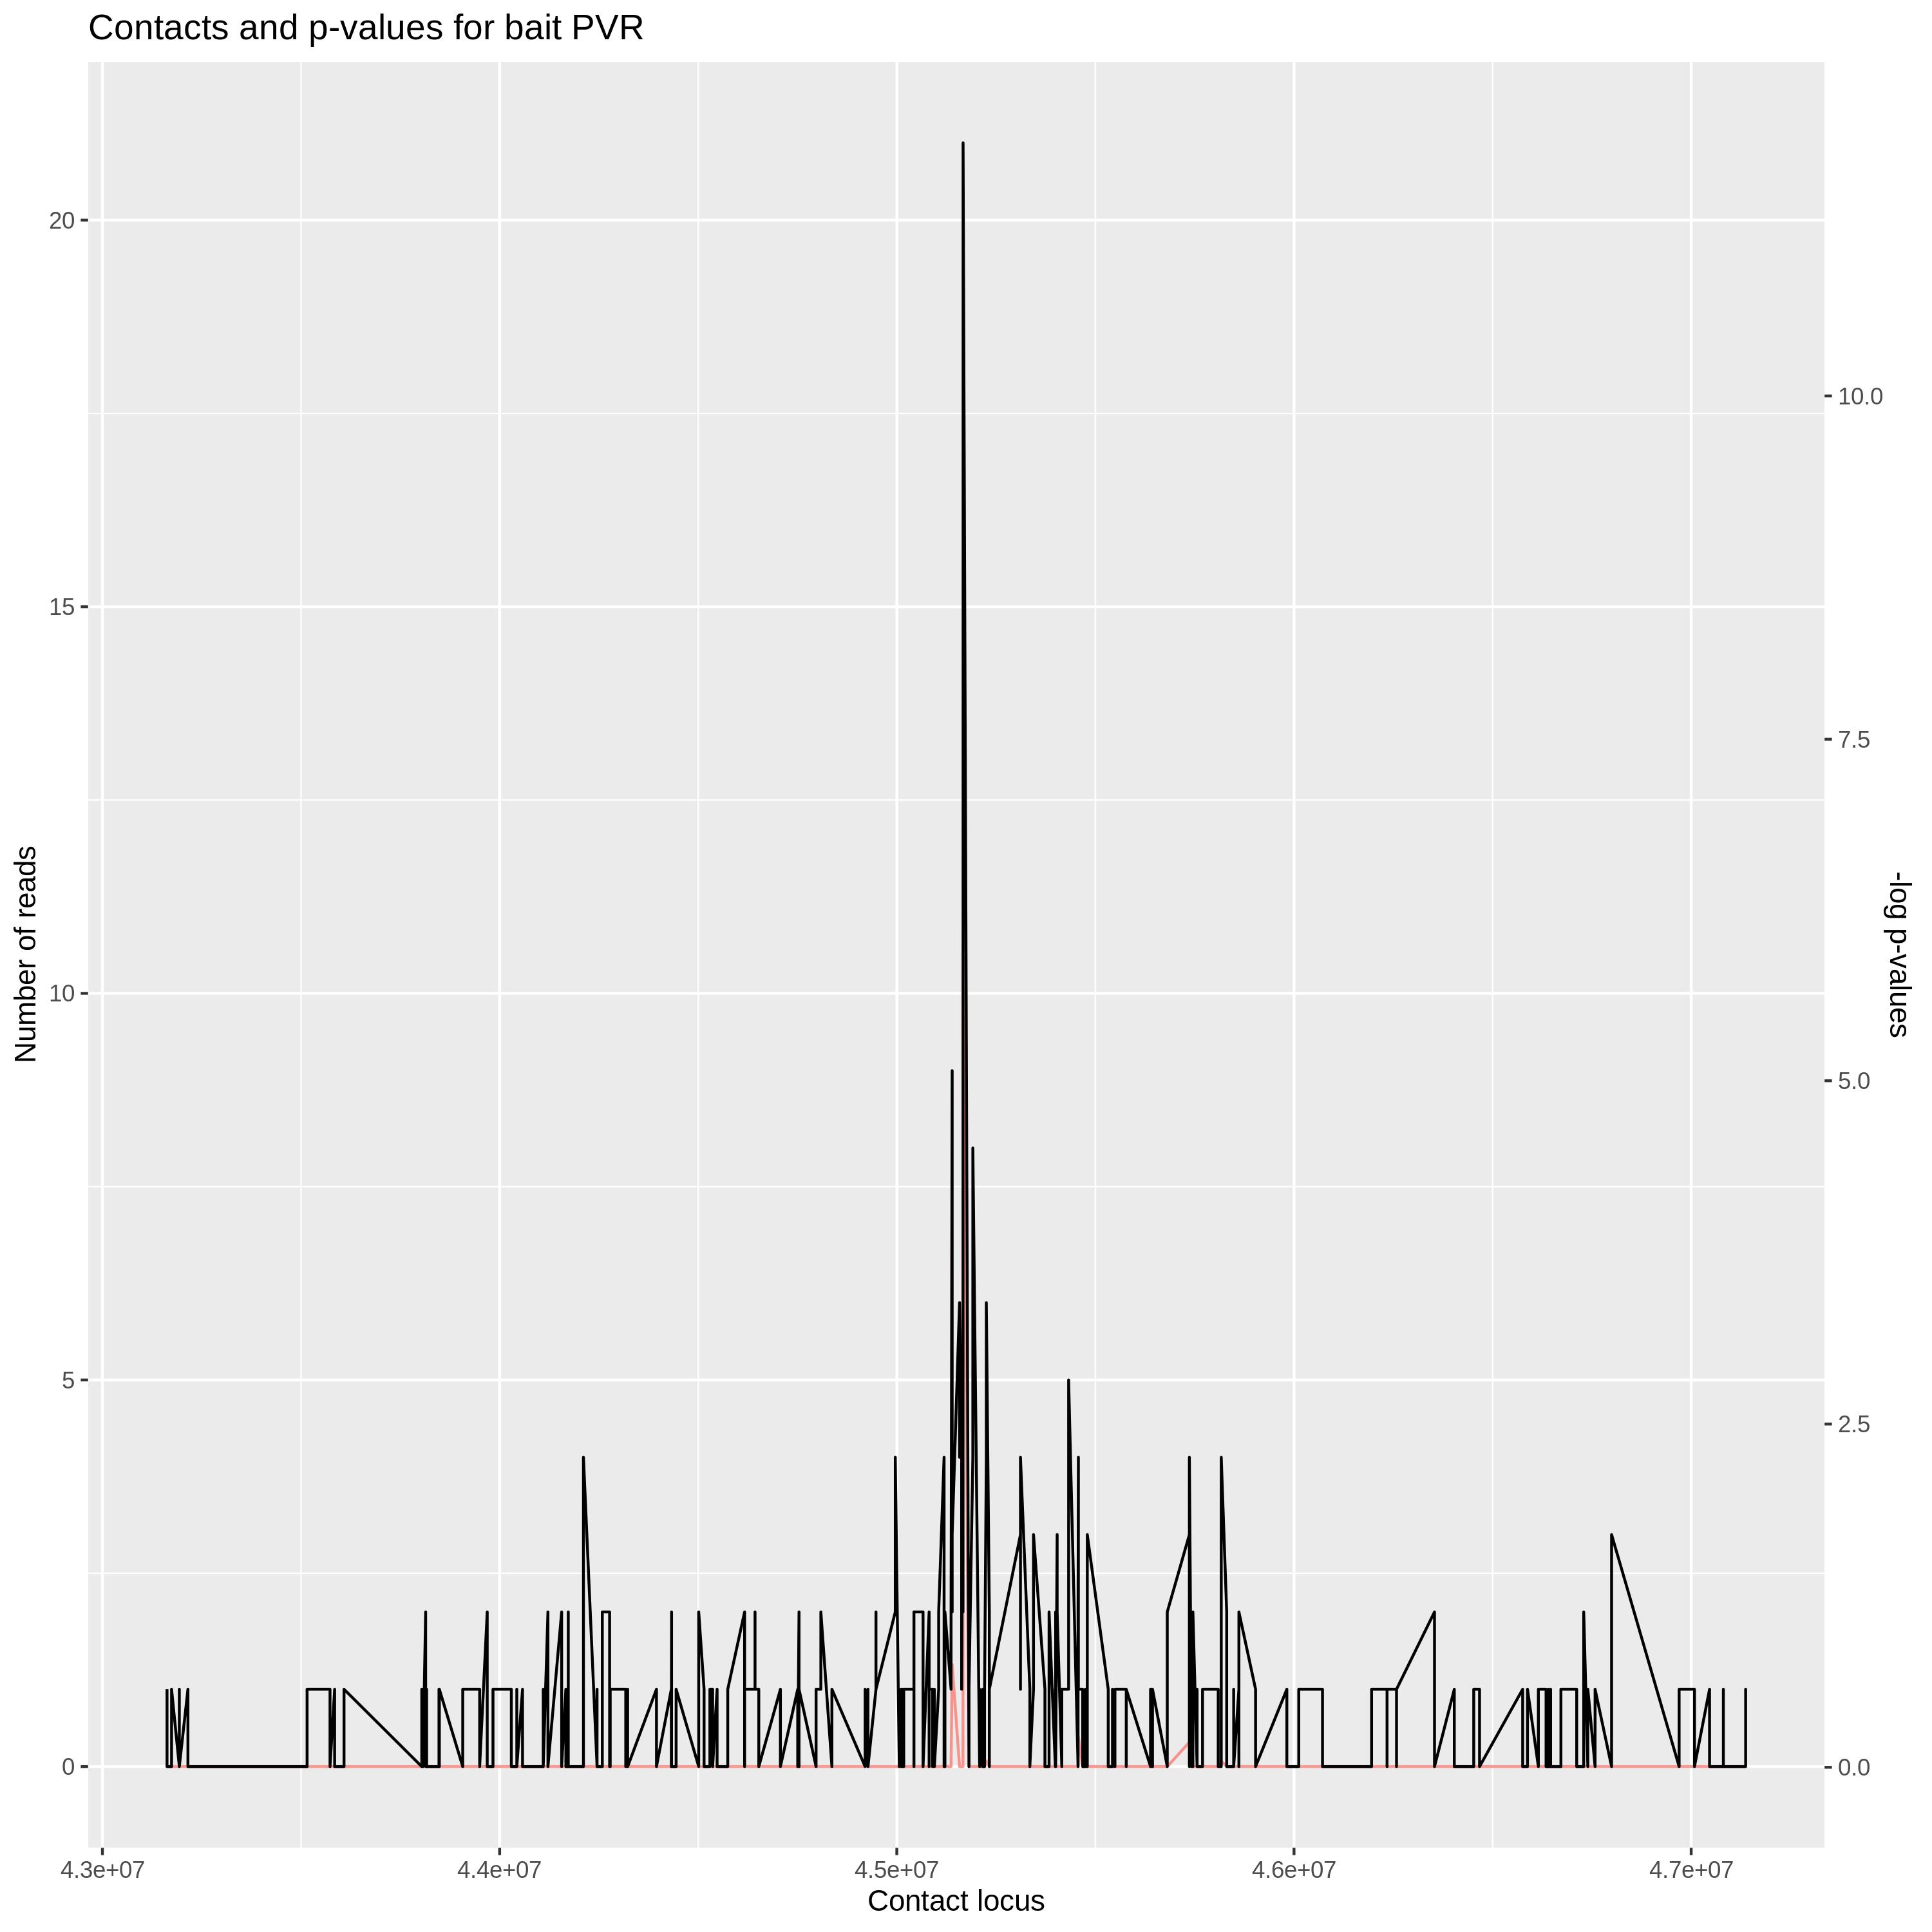 Contacts and p-values for bait PVR
20
15
10
5
0
Number of reads
10.0
7.5
5.0
2.5
0.0
-log p-values
4.3e+07
4.4e+07
4.5e+07
4.6e+07
4.7e+07
Contact locus